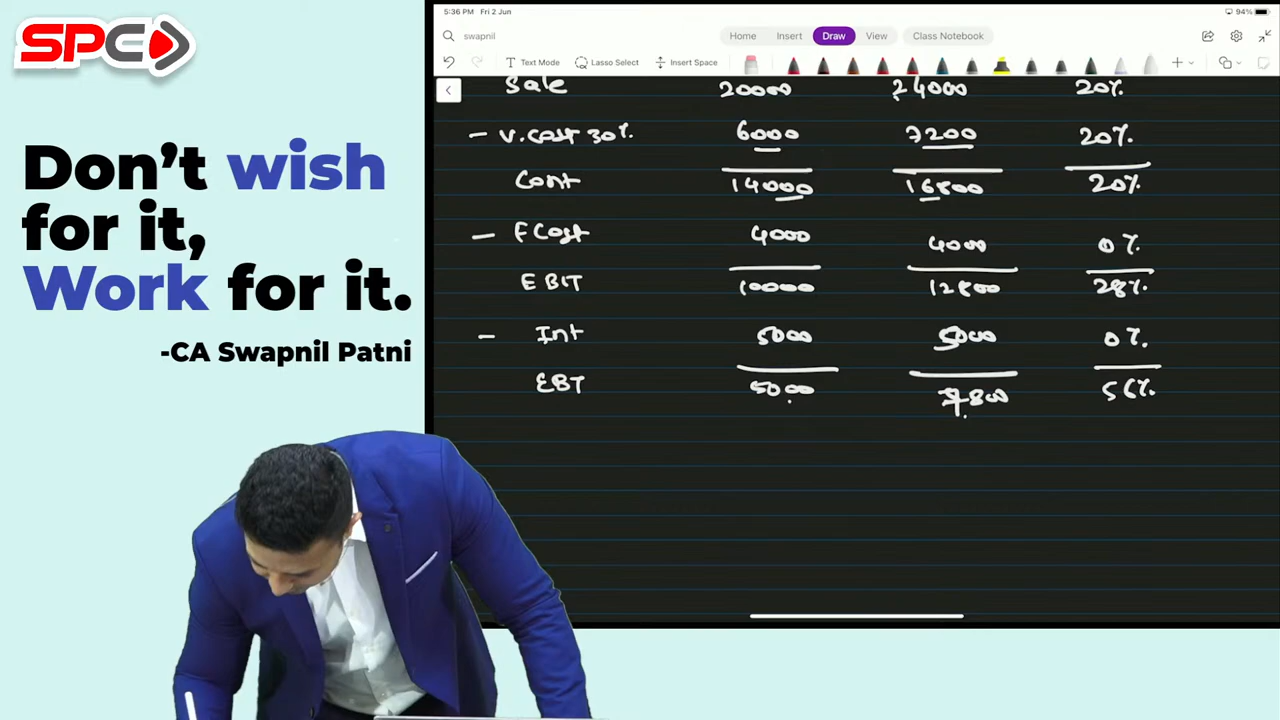 SPC
Don't wish
for it,
Work for it.
-CA Swapnil Patni
5:36 PM Fri 2 Jun 94%
swapnil Home Insert Draw View Class Notebook
Text Mode Lasso Select Insert Space
Sale 20000 24000 20%
- V. Cost 30%. 6000 7200 20%
Cont 14000 16800 20%
- F Cost 4000 4000 0%
EBIT 10000 12800 28%.
- Int 5000 5000 0%.
EBT 5000 7800 56%.